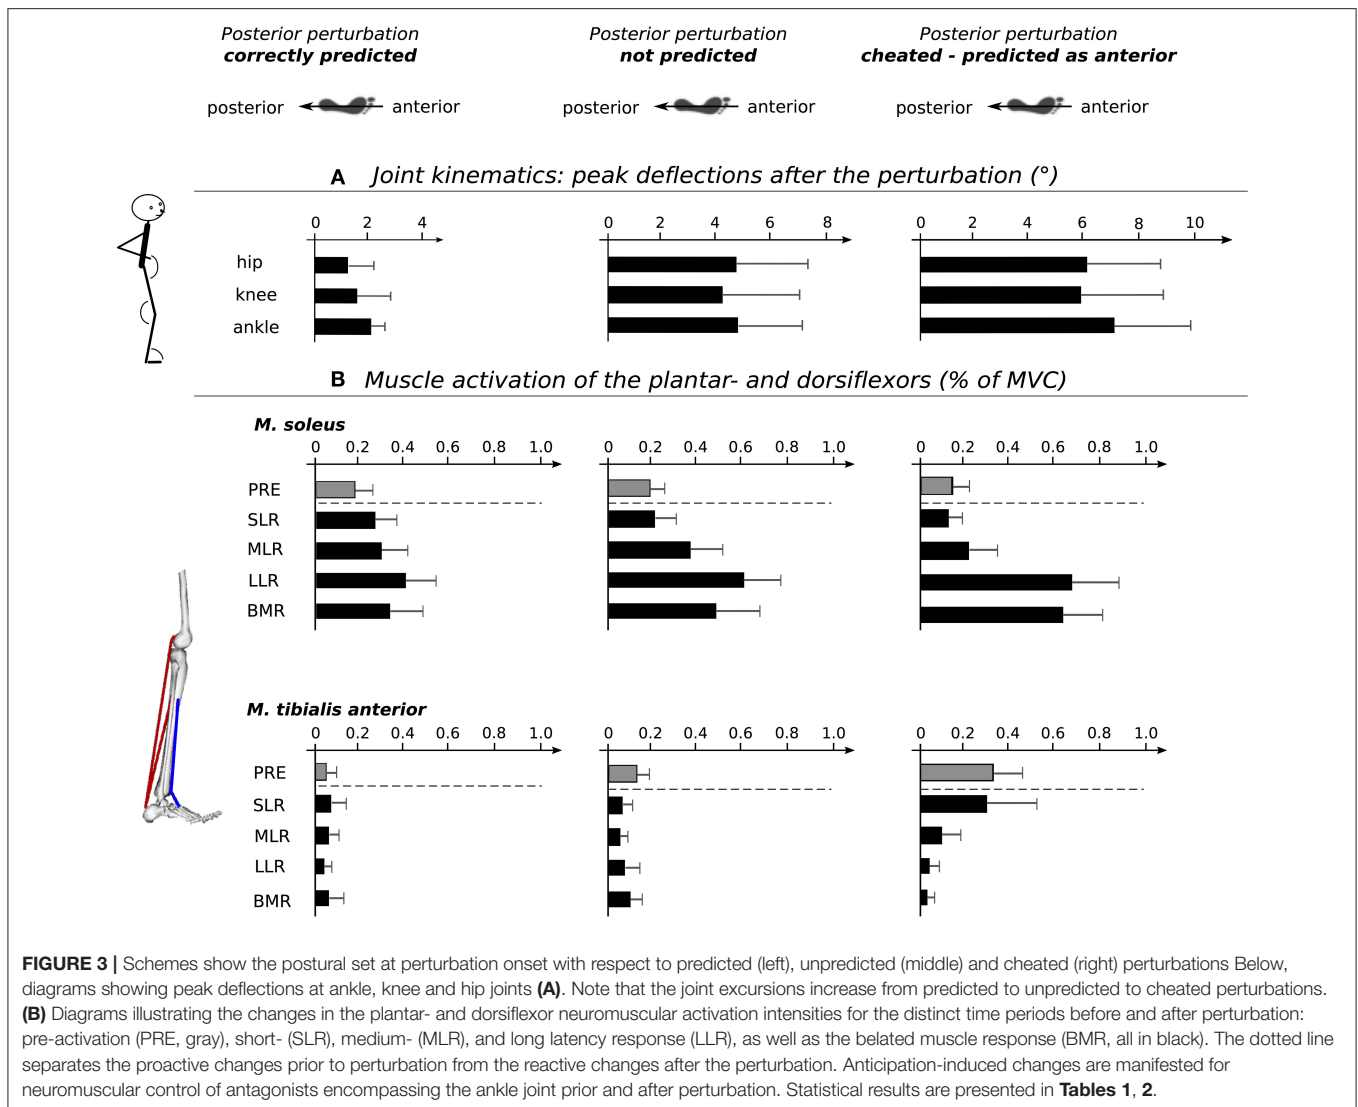 Posterior perturbation
correctly predicted
Posterior perturbation
not predicted
Posterior perturbation
cheated - predicted as anterior
posterior anterior
posterior anterior
posterior anterior
A Joint kinematics: peak deflections after the perturbation (°)
0 2 4
0 2 4 6 8
0 2 4 6 8 10
hip
knee
ankle
B Muscle activation of the plantar- and dorsiflexors (% of MVC)
M. soleus
0 0.2 0.4 0.6 0.8 1.0
0 0.2 0.4 0.6 0.8 1.0
0 0.2 0.4 0.6 0.8 1.0
PRE
SLR
MLR
LLR
BMR
M. tibialis anterior
0 0.2 0.4 0.6 0.8 1.0
0 0.2 0.4 0.6 0.8 1.0
0 0.2 0.4 0.6 0.8 1.0
PRE
SLR
MLR
LLR
BMR
FIGURE 3 | Schemes show the postural set at perturbation onset with respect to predicted (left), unpredicted (middle) and cheated (right) perturbations Below,
diagrams showing peak deflections at ankle, knee and hip joints (A). Note that the joint excursions increase from predicted to unpredicted to cheated perturbations.
(B) Diagrams illustrating the changes in the plantar- and dorsiflexor neuromuscular activation intensities for the distinct time periods before and after perturbation:
pre-activation (PRE, gray), short- (SLR), medium- (MLR), and long latency response (LLR), as well as the belated muscle response (BMR, all in black). The dotted line
separates the proactive changes prior to perturbation from the reactive changes after the perturbation. Anticipation-induced changes are manifested for
neuromuscular control of antagonists encompassing the ankle joint prior and after perturbation. Statistical results are presented in Tables 1, 2.